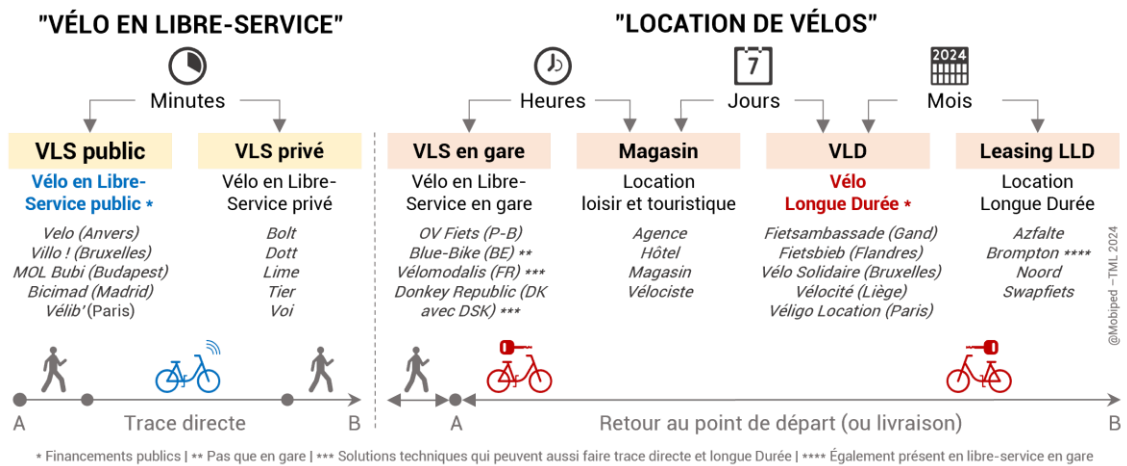 "VÉLO EN LIBRE-SERVICE"
"LOCATION DE VÉLOS"
7
2024
Minutes
Heures
Jours
Mois
VLS public
Vélo en Libre-
Service public *
Velo (Anvers)
Villo ! (Bruxelles)
MOL Bubi (Budapest)
Bicimad (Madrid)
Vélib' (Paris)
VLS privé
Vélo en Libre-
Service privé
Bolt
Dott
Lime
Tier
Voi
VLS en gare
Vélo en Libre-
Service en gare
OV Fiets (P-B)
Blue-Bike (BE) **
Vélomodalis (FR) ***
Donkey Republic (DK
avec DSK) ***
Magasin
Location
loisir et touristique
Agence
Hôtel
Magasin
Vélociste
VLD
Vélo
Longue Durée *
Fietsambassade (Gand)
Fietsbieb (Flandres)
Vélo Solidaire (Bruxelles)
Vélocité (Liège)
Véligo Location (Paris)
Leasing LLD
Location
Longue Durée
Azfalte
Brompton ****
Noord
Swapfiets
@Mobiped –TML 2024
A
Trace directe
B
A
Retour au point de départ (ou livraison)
B
* Financements publics | ** Pas que en gare | *** Solutions techniques qui peuvent aussi faire trace directe et longue Durée | **** Également présent en libre-service en gare